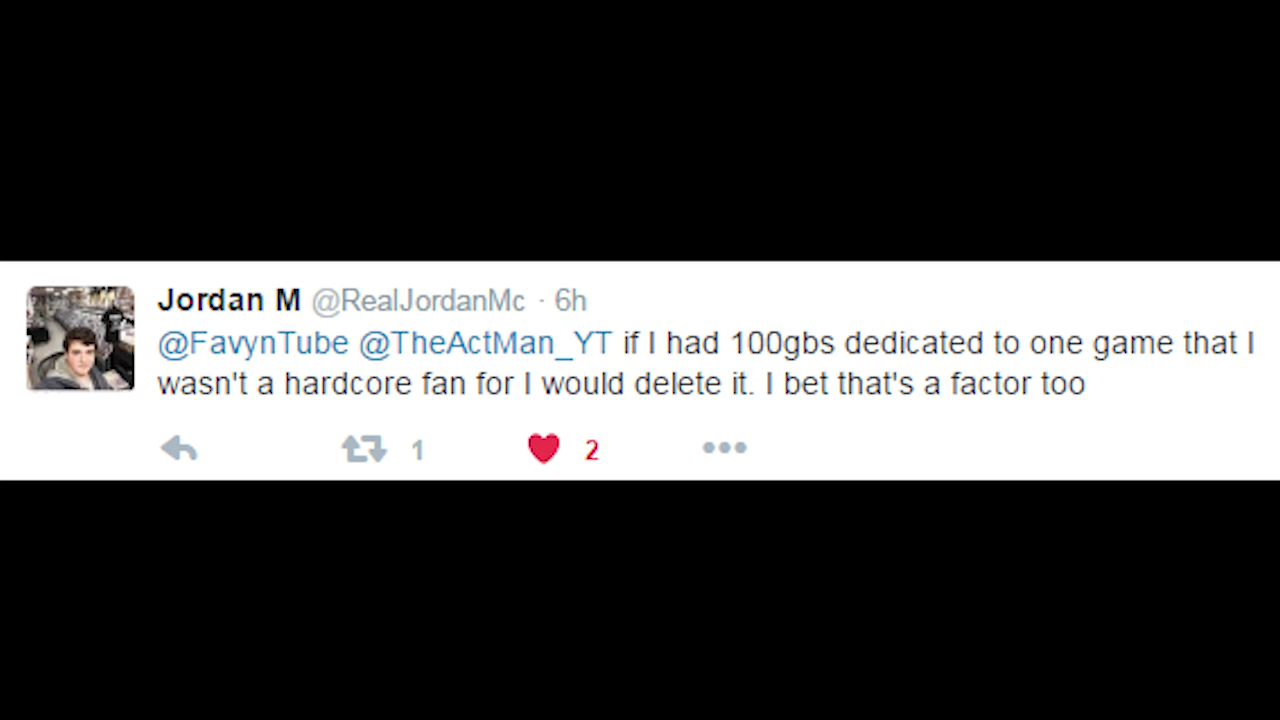 Jordan M @RealJordanMc · 6h
@FavynTube @TheActMan_YT if I had 100gbs dedicated to one game that I
wasn't a hardcore fan for I would delete it. I bet that's a factor too
1 2